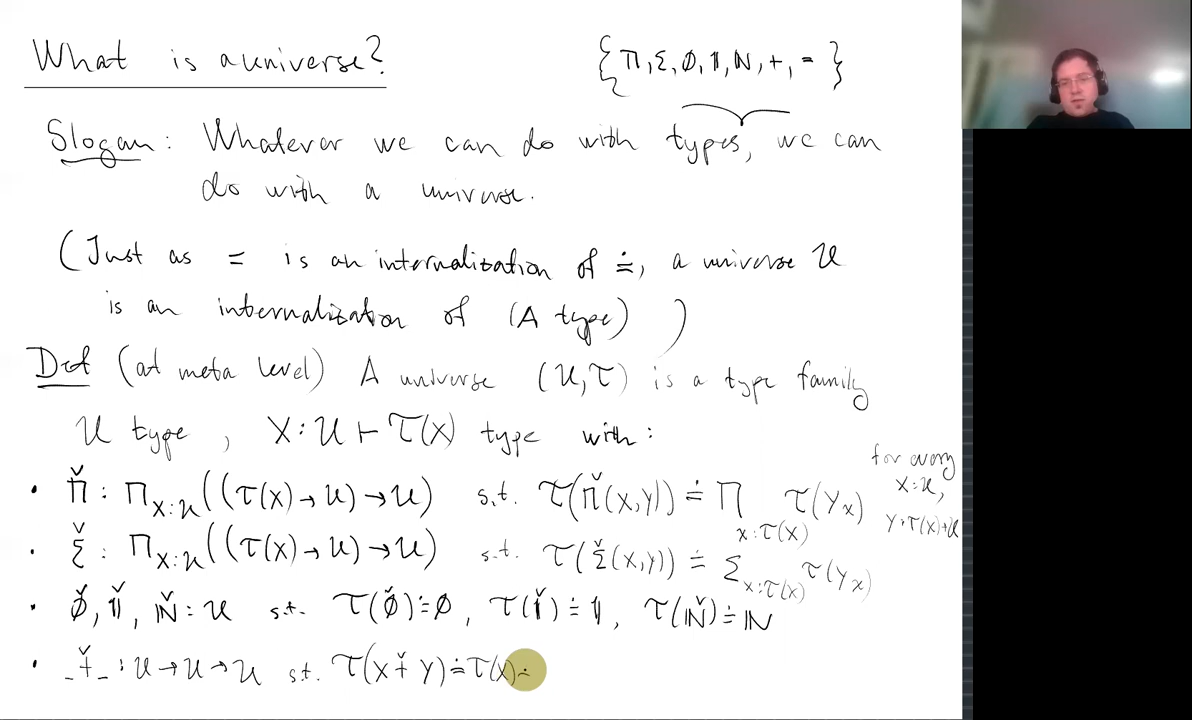 What is a universe?
{Π, Σ, ∅, 𝟙, ℕ, +, =}
Slogan: Whatever we can do with types, we can
do with a universe.
(Just as = is an internalization of ≐, a universe 𝒰
is an internalization of (A type))
Def (at meta level) A universe (𝒰,𝒯) is a type family
𝒰 type, X:𝒰 ⊢ 𝒯(X) type with:
• Π̌ : Π_{X:𝒰}((𝒯(X)→𝒰)→𝒰) s.t. 𝒯(Π̌(X,Y)) ≐ Π_{x:𝒯(X)} 𝒯(Yx)
for every
X:𝒰,
Y:𝒯(X)→𝒰
• Σ̌ : Π_{X:𝒰}((𝒯(X)→𝒰)→𝒰) s.t. 𝒯(Σ̌(X,Y)) ≐ Σ_{x:𝒯(X)} 𝒯(Yx)
• ∅̌, 𝟙̌, ℕ̌ : 𝒰 s.t. 𝒯(∅̌) ≐ ∅, 𝒯(𝟙̌) ≐ 𝟙, 𝒯(ℕ̌) ≐ ℕ
• _+̌_ : 𝒰→𝒰→𝒰 s.t. 𝒯(X +̌ Y) ≐ 𝒯(X) ÷